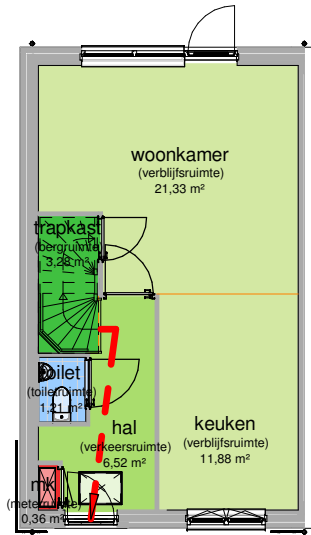 woonkamer
(verblijfsruimte)
21,33 m²
trapkast
(bergruimte)
3,28 m²
toilet
(toiletruimte)
1,21 m²
hal
(verkeersruimte)
6,52 m²
keuken
(verblijfsruimte)
11,88 m²
mk
(meterruimte)
0,36 m²